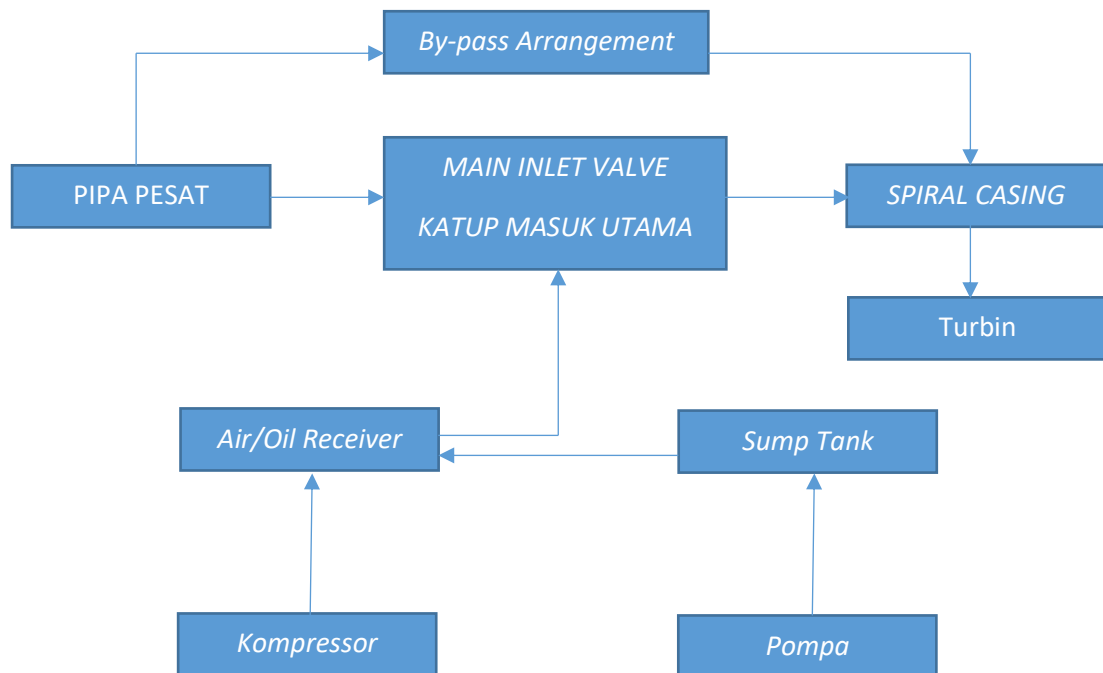 By-pass Arrangement
PIPA PESAT
MAIN INLET VALVE
KATUP MASUK UTAMA
SPIRAL CASING
Turbin
Air/Oil Receiver
Sump Tank
Kompressor
Pompa